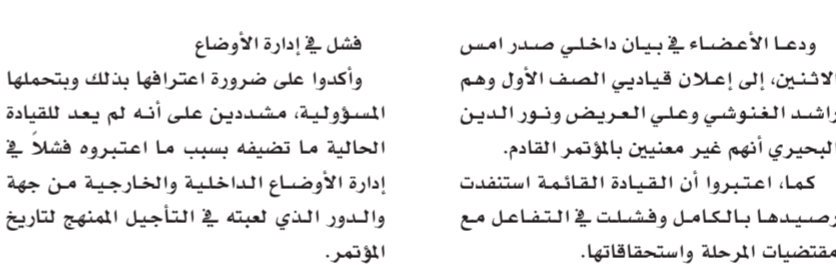 ودعا الأعضاء في بيان داخلي صدر امس
الاثنين، إلى إعلان قياديي الصف الأول وهم
راشد الغنوشي وعلي العريض ونور الدين
البحيري أنهم غير معنيين بالمؤتمر القادم.
كما، اعتبروا أن القيادة القائمة استنفدت
رصيدها بالكامل وفشلت في التفاعل مع
مقتضيات المرحلة واستحقاقاتها.
فشل في إدارة الأوضاع
وأكدوا على ضرورة اعترافها بذلك وبتحملها
المسؤولية، مشددين على أنه لم يعد للقيادة
الحالية ما تضيفه بسبب ما اعتبروه فشلاً في
إدارة الأوضاع الداخلية والخارجية من جهة
والدور الذي لعبته في التأجيل الممنهج لتاريخ
المؤتمر.